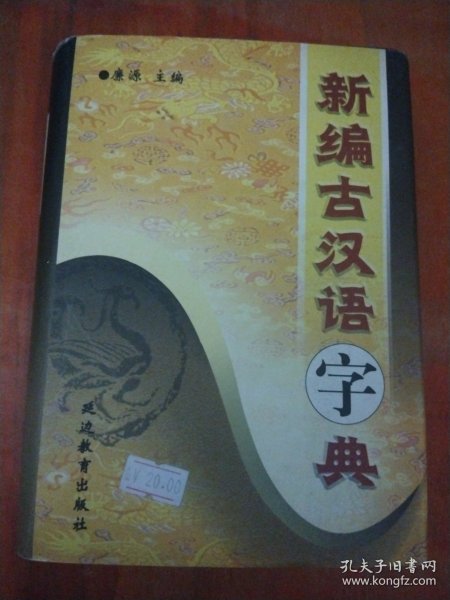 ●廉源 主编
新编古汉语字典
延边教育出版社
20.00
孔夫子旧书网
www.kongfz.com